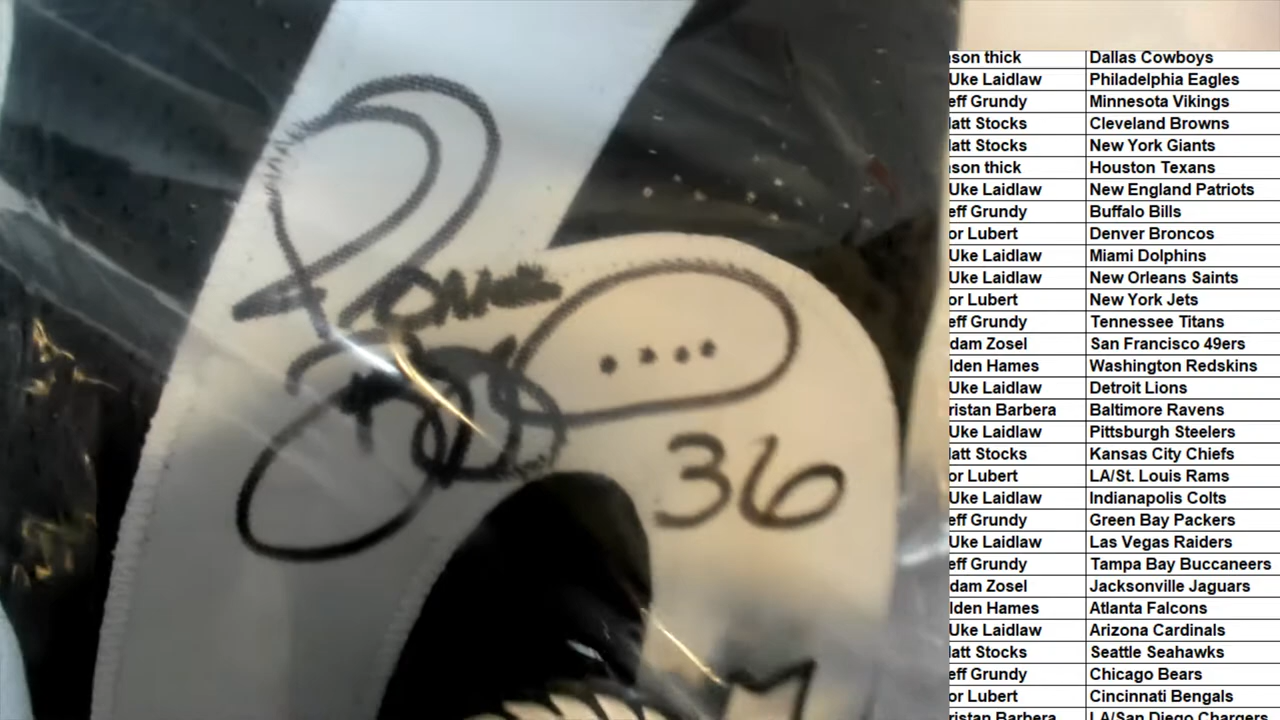 36
son thick Dallas Cowboys
Uke Laidlaw Philadelphia Eagles
eff Grundy Minnesota Vikings
latt Stocks Cleveland Browns
latt Stocks New York Giants
son thick Houston Texans
Uke Laidlaw New England Patriots
eff Grundy Buffalo Bills
or Lubert Denver Broncos
Uke Laidlaw Miami Dolphins
Uke Laidlaw New Orleans Saints
or Lubert New York Jets
eff Grundy Tennessee Titans
dam Zosel San Francisco 49ers
lden Hames Washington Redskins
Uke Laidlaw Detroit Lions
ristan Barbera Baltimore Ravens
Uke Laidlaw Pittsburgh Steelers
latt Stocks Kansas City Chiefs
or Lubert LA/St. Louis Rams
Uke Laidlaw Indianapolis Colts
eff Grundy Green Bay Packers
Uke Laidlaw Las Vegas Raiders
eff Grundy Tampa Bay Buccaneers
dam Zosel Jacksonville Jaguars
lden Hames Atlanta Falcons
Uke Laidlaw Arizona Cardinals
latt Stocks Seattle Seahawks
eff Grundy Chicago Bears
or Lubert Cincinnati Bengals
ristan Barbera LA/San Diego Chargers